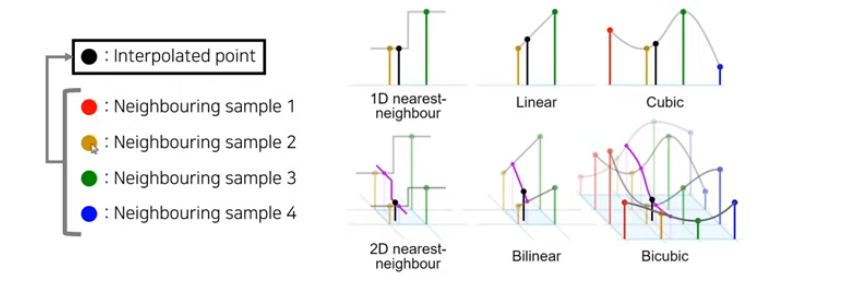 : Interpolated point
: Neighbouring sample 1
: Neighbouring sample 2
: Neighbouring sample 3
: Neighbouring sample 4
1D nearest-
neighbour
Linear
Cubic
2D nearest-
neighbour
Bilinear
Bicubic